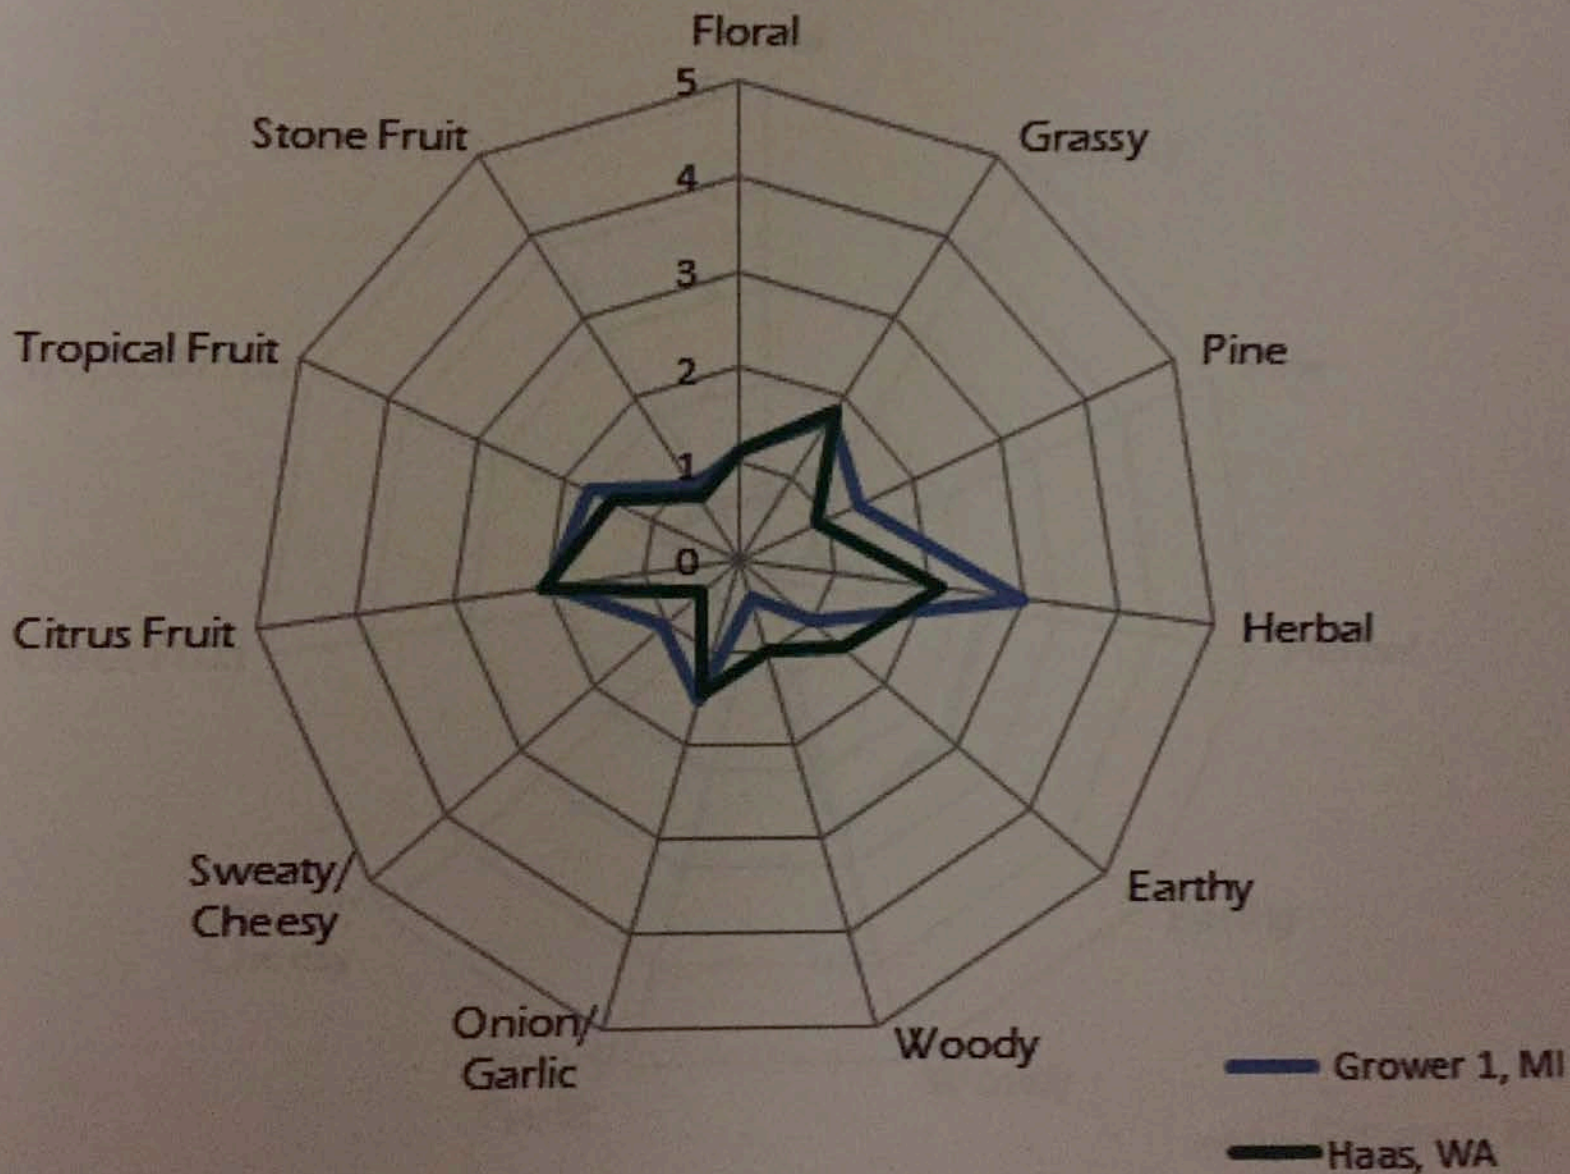 Floral
5
Stone Fruit
Grassy
4
3
Tropical Fruit
Pine
2
1
0
Citrus Fruit
Herbal
Sweaty/
Cheesy
Earthy
Onion/
Garlic
Woody
Grower 1, MI
Haas, WA